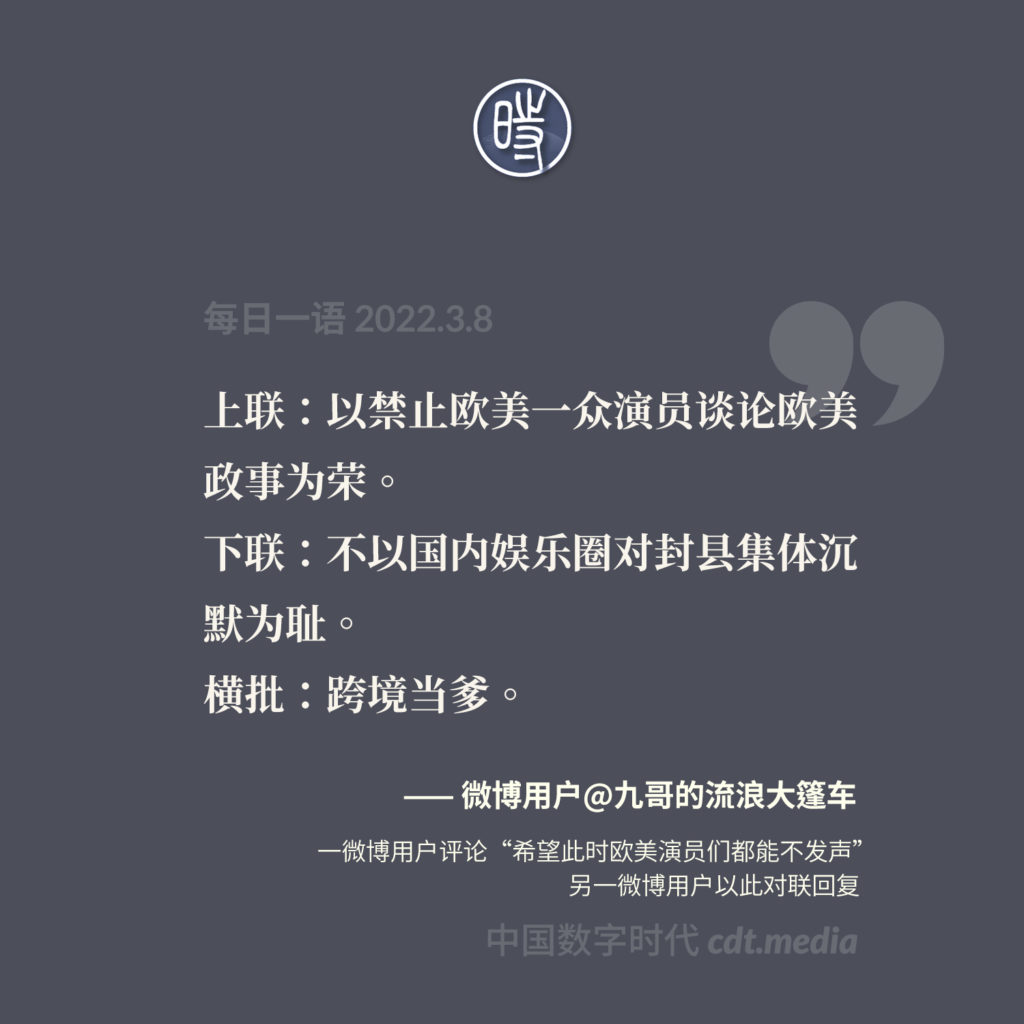 時
每日一语 2022.3.8
上联：以禁止欧美一众演员谈论欧美
政事为荣。
下联：不以国内娱乐圈对封县集体沉
默为耻。
横批：跨境当爹。
—— 微博用户@九哥的流浪大篷车
一微博用户评论“希望此时欧美演员们都能不发声”
另一微博用户以此对联回复
中国数字时代 cdt.media